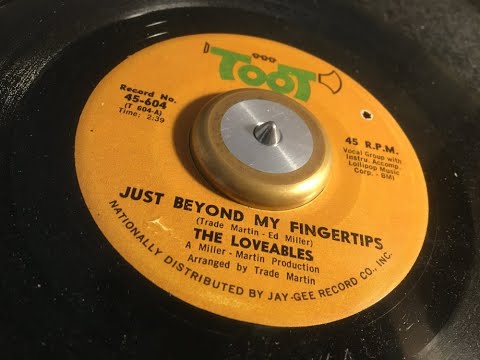 TOOT
Record No.
45-604
(T 604-A)
Time: 2:39
45 R.P.M.
Vocal Group with
Instru. Accomp.
Lollipop Music
Corp. - BMI
JUST BEYOND MY FINGERTIPS
(Trade Martin - Ed Miller)
THE LOVEABLES
A Miller - Martin Production
Arranged by Trade Martin
NATIONALLY DISTRIBUTED BY JAY-GEE RECORD CO., INC.